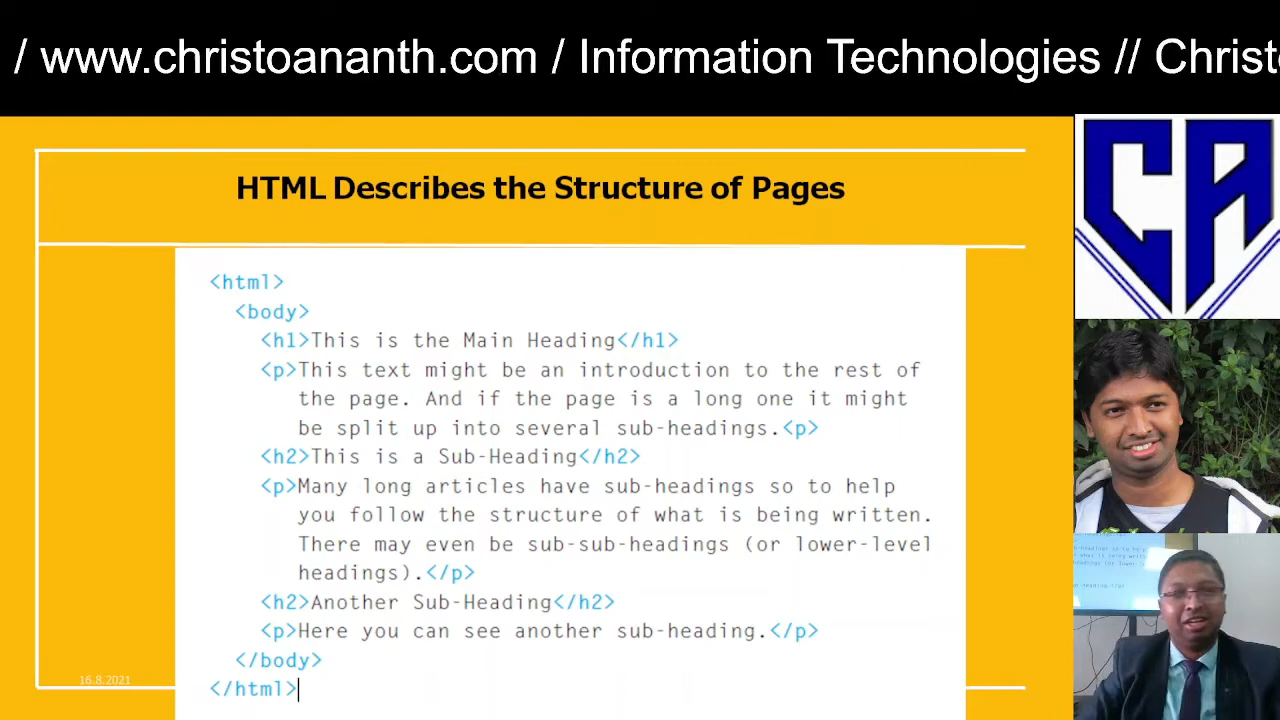 / www.christoananth.com / Information Technologies // Christo
HTML Describes the Structure of Pages
CA
<html>
<body>
<h1>This is the Main Heading</h1>
<p>This text might be an introduction to the rest of
the page. And if the page is a long one it might
be split up into several sub-headings.<p>
<h2>This is a Sub-Heading</h2>
<p>Many long articles have sub-headings so to help
you follow the structure of what is being written.
There may even be sub-sub-headings (or lower-level
headings).</p>
<h2>Another Sub-Heading</h2>
<p>Here you can see another sub-heading.</p>
</body>
</html>
16.8.2021